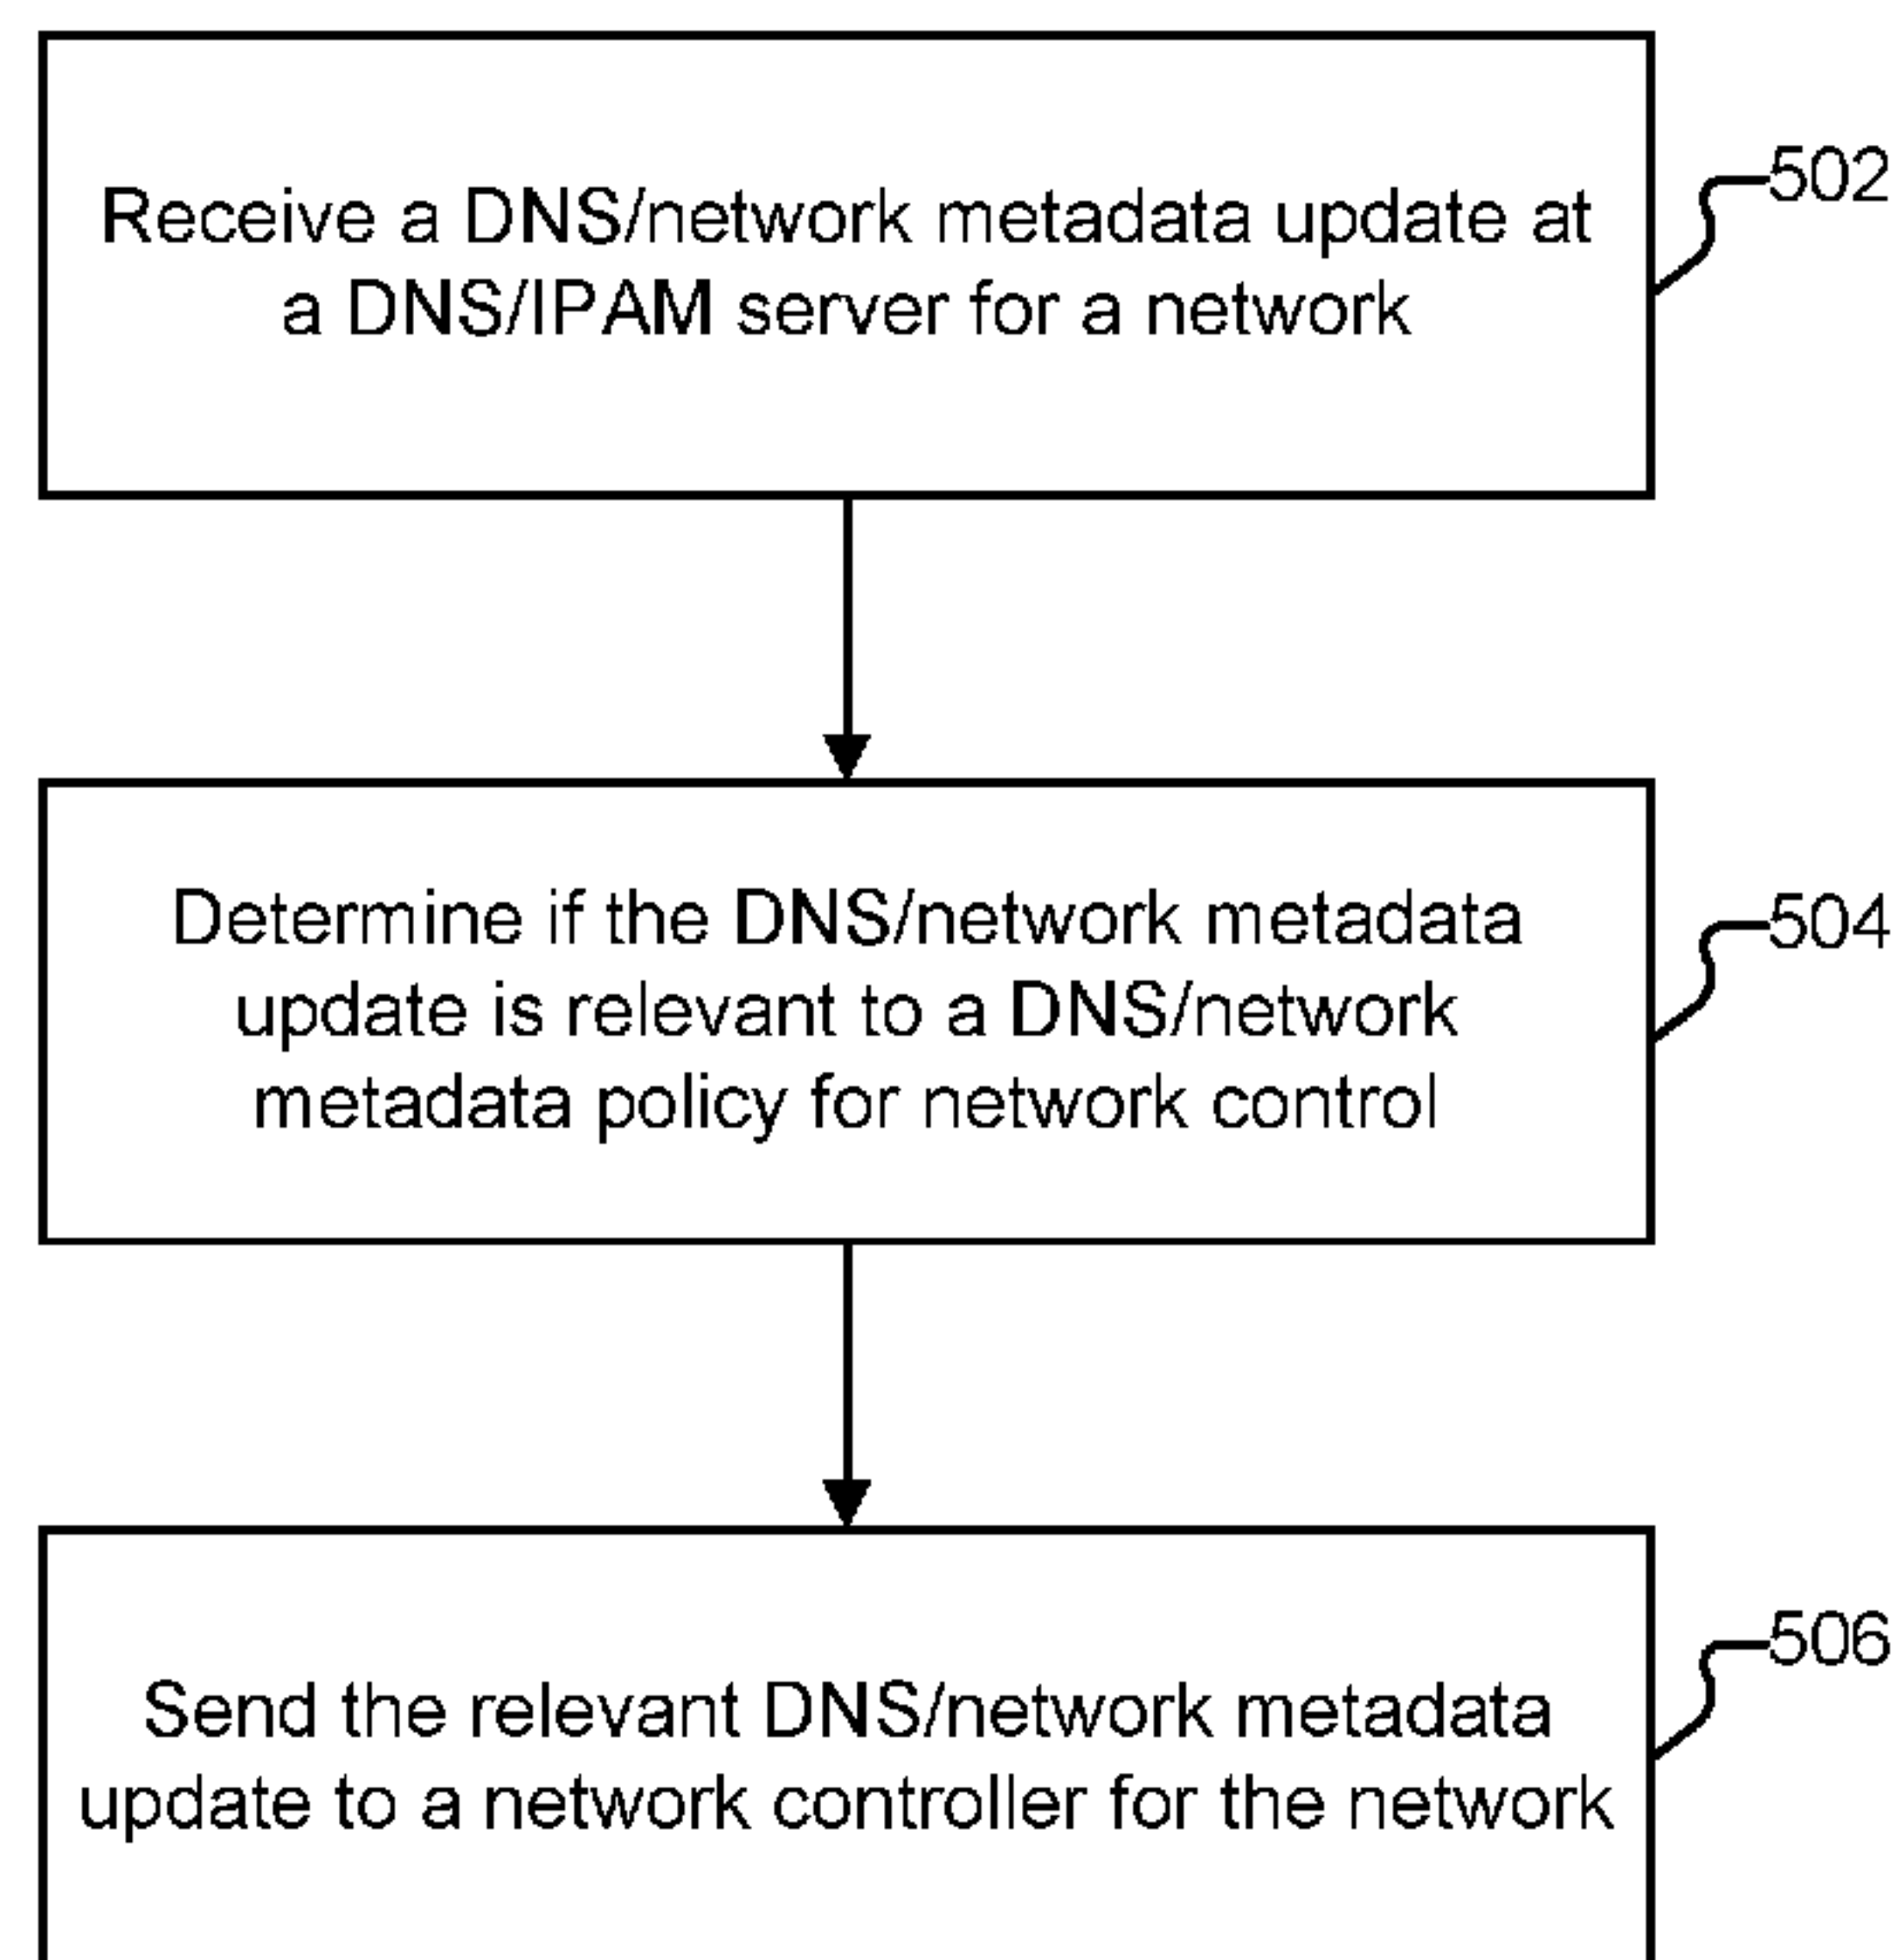 Receive a DNS/network metadata update at
a DNS/IPAM server for a network
502
Determine if the DNS/network metadata
update is relevant to a DNS/network
metadata policy for network control
504
Send the relevant DNS/network metadata
update to a network controller for the network
506